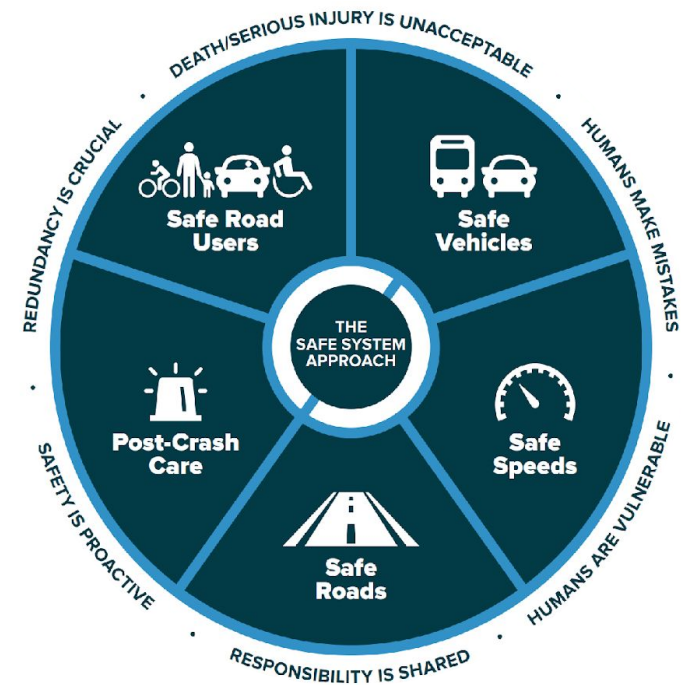 DEATH/SERIOUS INJURY IS UNACCEPTABLE
HUMANS MAKE MISTAKES
HUMANS ARE VULNERABLE
RESPONSIBILITY IS SHARED
SAFETY IS PROACTIVE
REDUNDANCY IS CRUCIAL
Safe Road
Users
Safe
Vehicles
Safe
Speeds
Safe
Roads
Post-Crash
Care
THE
SAFE SYSTEM
APPROACH